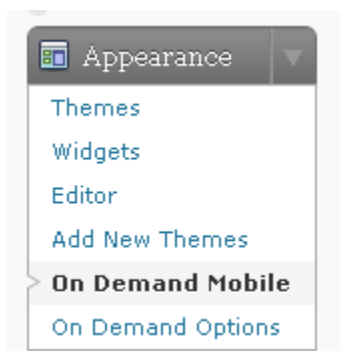 Appearance
Themes
Widgets
Editor
Add New Themes
On Demand Mobile
On Demand Options